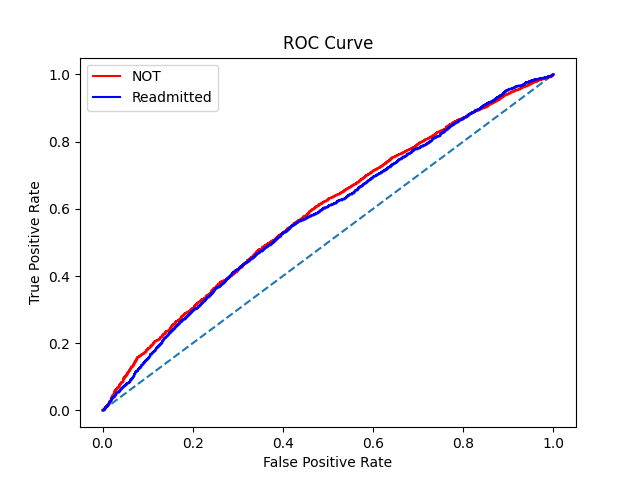 ROC Curve
NOT
Readmitted
True Positive Rate
1.0
0.8
0.6
0.4
0.2
0.0
0.0 0.2 0.4 0.6 0.8 1.0
False Positive Rate